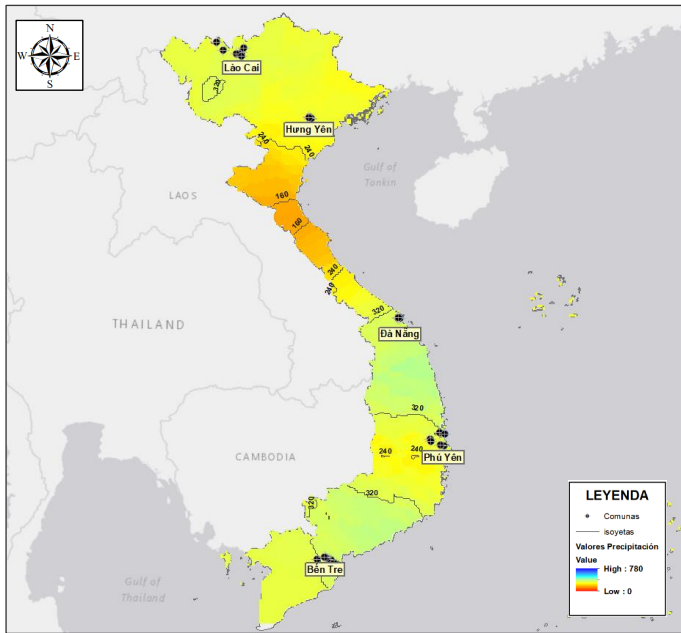 N
W
E
S
320
Lào Cai
Hưng Yên
240
240
Gulf of
Tonkin
LAOS
160
160
240
240
320
THAILAND
Đà Nẵng
320
CAMBODIA
240
240
Phú Yên
320
320
Bến Tre
Gulf of
Thailand
LEYENDA
Comunas
isoyetas
Valores Precipitación
Value
High : 780
Low : 0